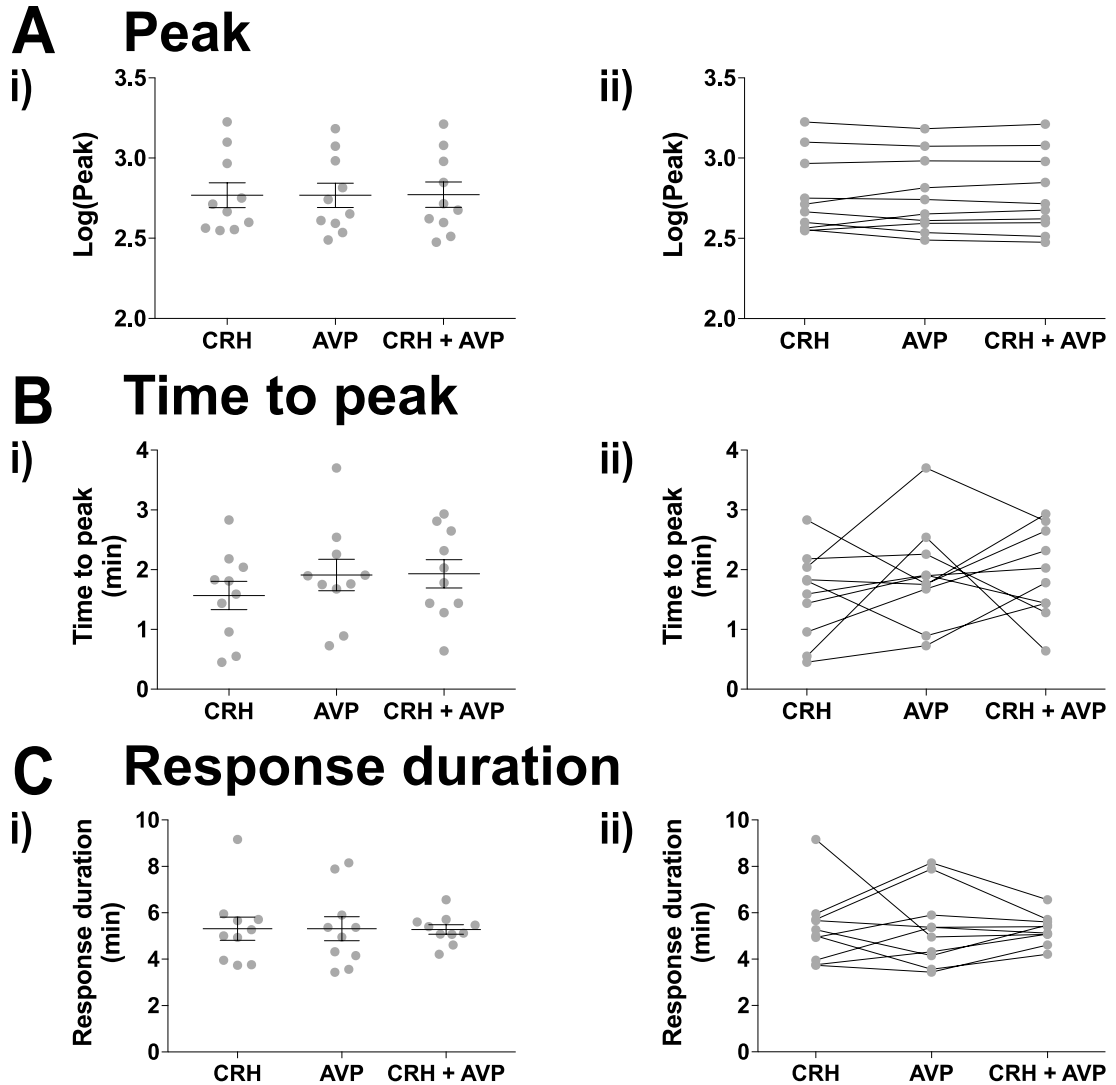 A Peak
i)
Log(Peak)
3.5
3.0
2.5
2.0
CRH AVP CRH + AVP
ii)
Log(Peak)
3.5
3.0
2.5
2.0
CRH AVP CRH + AVP
B Time to peak
i)
Time to peak
(min)
4
3
2
1
0
CRH AVP CRH + AVP
ii)
Time to peak
(min)
4
3
2
1
0
CRH AVP CRH + AVP
C Response duration
i)
Response duration
(min)
10
8
6
4
2
0
CRH AVP CRH + AVP
ii)
Response duration
(min)
10
8
6
4
2
0
CRH AVP CRH + AVP